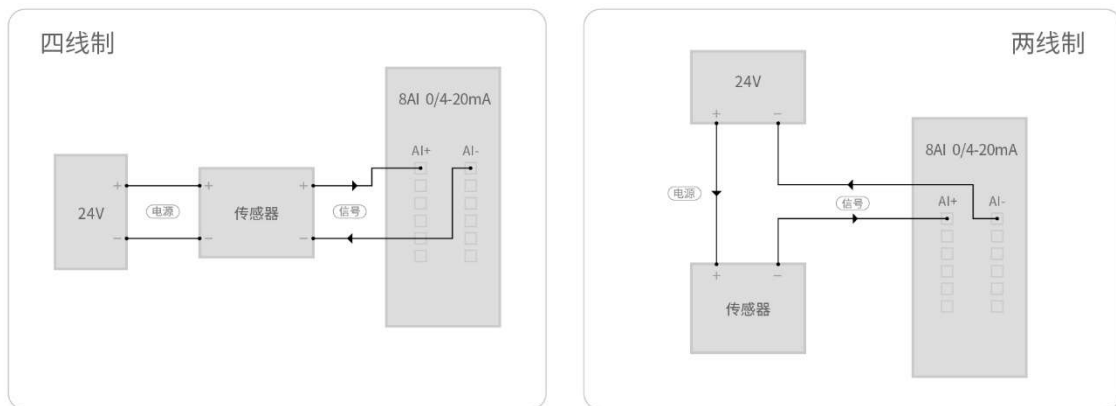 四线制
8AI 0/4-20mA
AI+ AI-
+ + +
24V 电源 传感器 信号
− − −
两线制
24V
+ −
8AI 0/4-20mA
电源
信号 AI+ AI-
+ −
传感器